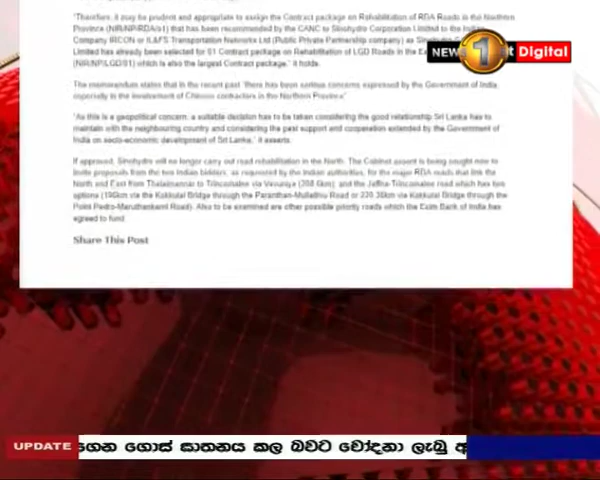 "Therefore, it may be prudent and appropriate to assign the Contract package on Rehabilitation of RDA Roads in the Northern
Province (NIR/NP/RDA/01) that has been recommended by the CANC to Sinohydro Corporation Limited to the Indian
Company IRCON or IL&FS Transportation Networks Ltd (Public Private Partnership company) as Sinohydro
Limited has already been selected for 01 Contract package on Rehabilitation of LGD Roads in the
(NIR/NP/LGD/01) which is also the largest Contract package." it holds.
The memorandum states that in the recent past "there has been serious concerns expressed by the Government of India
especially to the involvement of Chinese contractors in the Northern Province"
"As this is a geopolitical concern, a suitable decision has to be taken considering the good relationship Sri Lanka has to
maintain with the neighbouring country and considering the past support and cooperation extended by the Government of
India on socio-economic development of Sri Lanka," it asserts.
If approved, Sinohydro will no longer carry out road rehabilitation in the North. The Cabinet assent is being sought now to
invite proposals from the two Indian bidders, as requested by the Indian authorities, for the major RDA roads that link the
North and East from Thalaimannar to Trincomalee via Vavuniya and the Jaffna-Trincomalee road which has two
options (196km via the Kokkulai Bridge through the Paranthan-Mullaitivu Road or via Kokkulai Bridge through the
Point Pedro-Maruthankerni Road). Also to be examined are other possible priority roads which the Exim Bank of India has
agreed to fund
Share This Post
NEWS 1st Digital
UPDATE ගෙන ගොස් ඝාතනය කල බවට චෝදනා ලැබූ